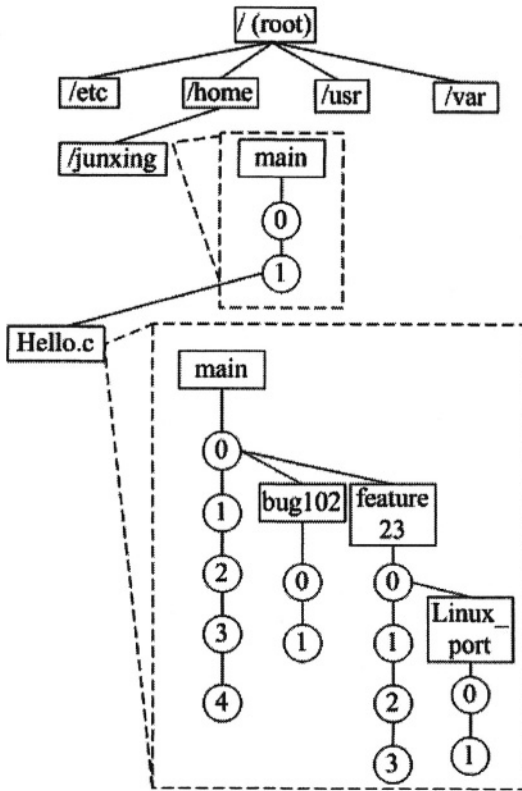 / (root)
/etc
/home
/usr
/var
/junxing
main
0
1
Hello.c
main
0
1
2
3
4
bug102
0
1
feature
23
0
1
2
3
Linux_
port
0
1